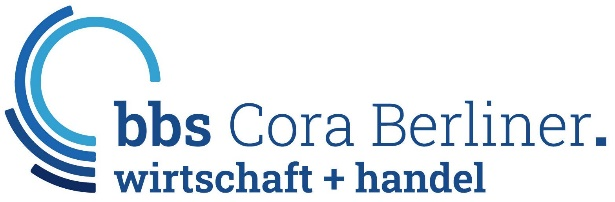 bbs Cora Berliner.
wirtschaft + handel